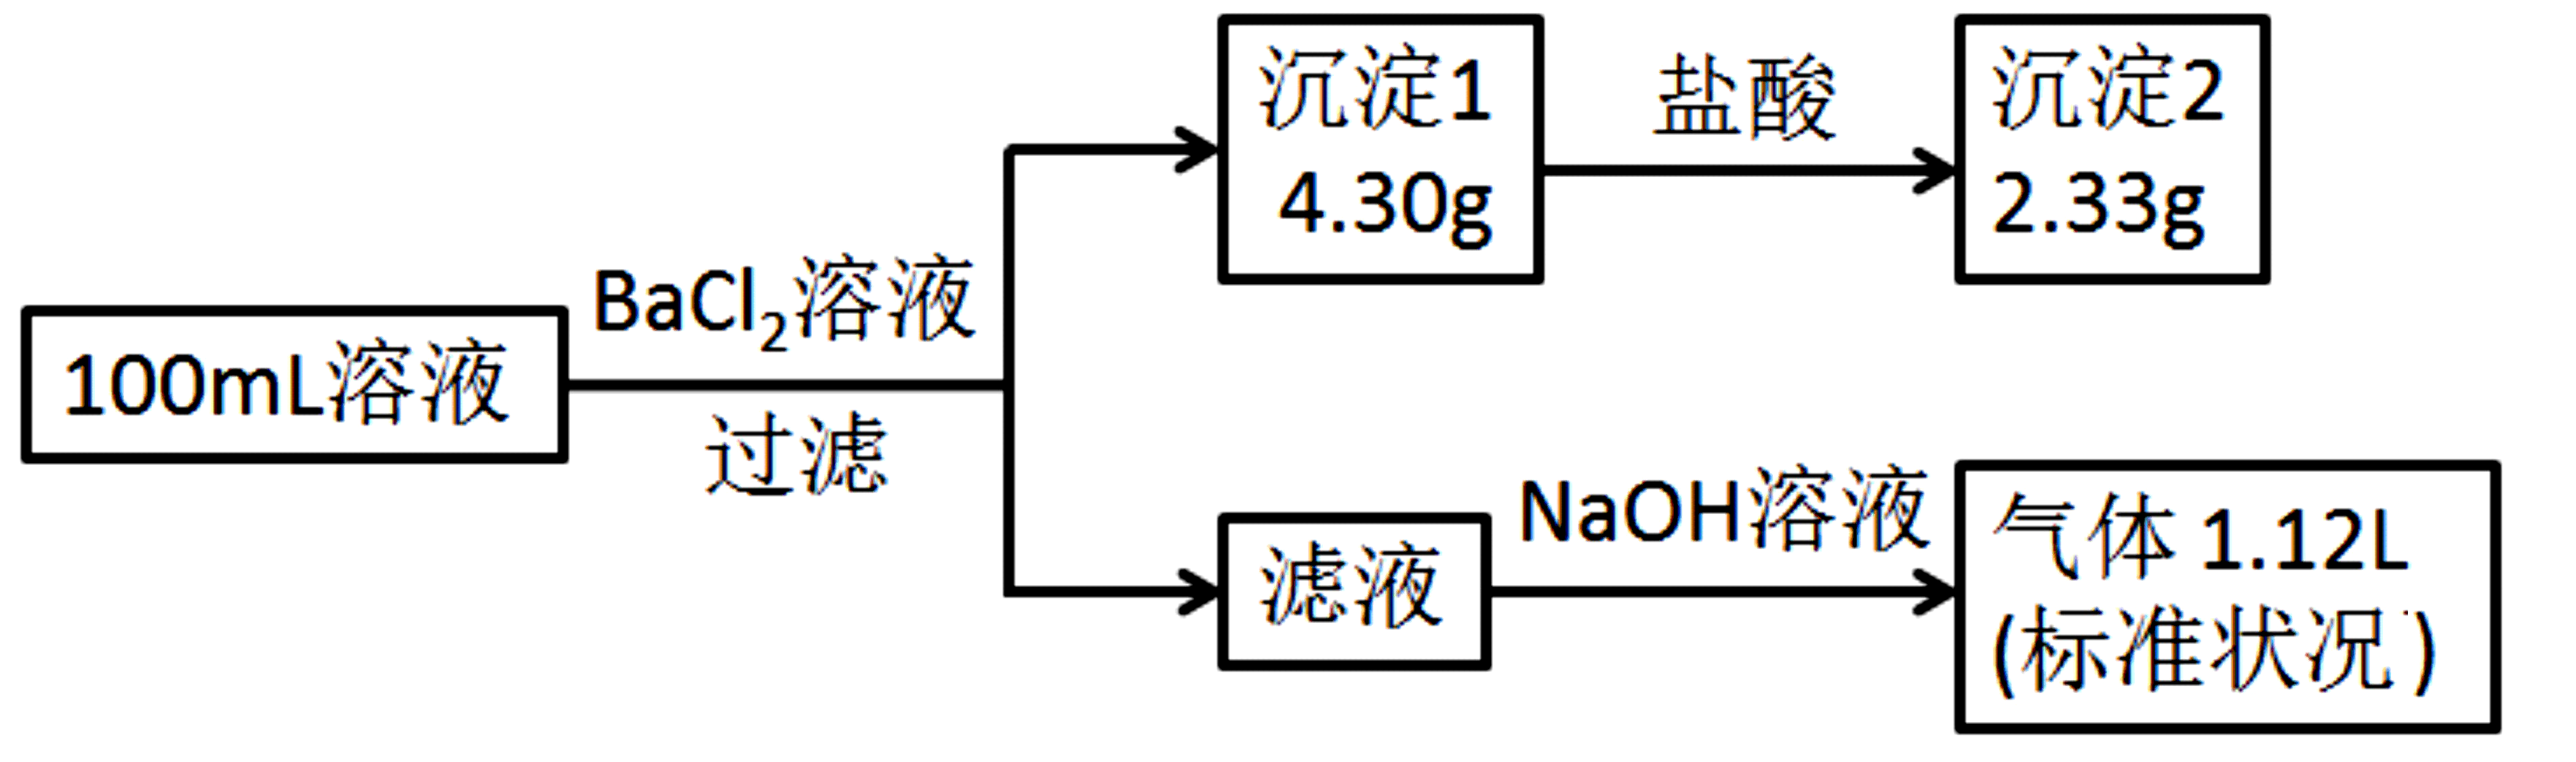 100mL溶液
BaCl₂溶液
过滤
沉淀1
4.30g
盐酸
沉淀2
2.33g
滤液
NaOH溶液
气体 1.12L
(标准状况)